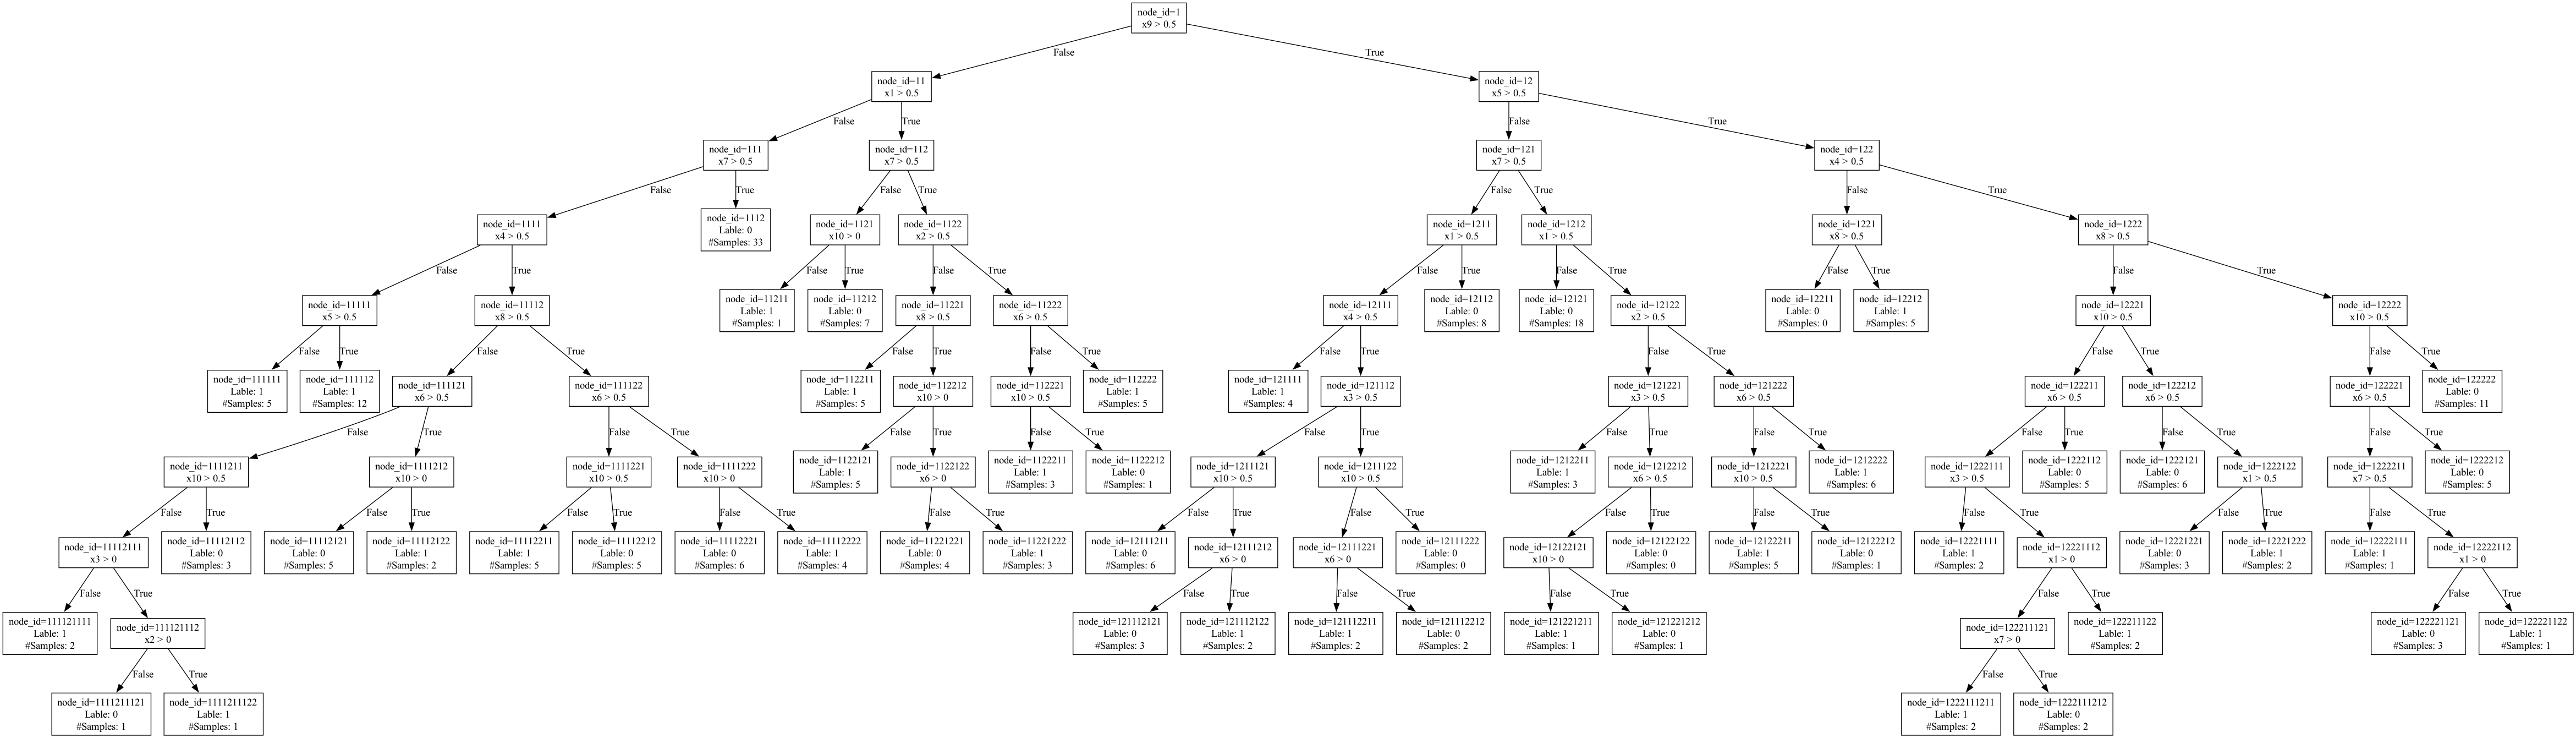 node_id=1
x9 > 0.5
False
True
node_id=11
x1 > 0.5
node_id=12
x5 > 0.5
False
True
False
True
node_id=111
x7 > 0.5
node_id=112
x7 > 0.5
node_id=121
x7 > 0.5
node_id=122
x4 > 0.5
False
True
False
True
False
True
False
True
node_id=1111
x4 > 0.5
node_id=1112
Lable: 0
#Samples: 33
node_id=1121
x10 > 0
node_id=1122
x2 > 0.5
node_id=1211
x1 > 0.5
node_id=1212
x1 > 0.5
node_id=1221
x8 > 0.5
node_id=1222
x8 > 0.5
False
True
False
True
False
True
False
True
False
True
False
True
False
True
node_id=11111
x5 > 0.5
node_id=11112
x8 > 0.5
node_id=11211
Lable: 1
#Samples: 1
node_id=11212
Lable: 0
#Samples: 7
node_id=11221
x8 > 0.5
node_id=11222
x6 > 0.5
node_id=12111
x4 > 0.5
node_id=12112
Lable: 0
#Samples: 8
node_id=12121
Lable: 0
#Samples: 18
node_id=12122
x2 > 0.5
node_id=12211
Lable: 0
#Samples: 0
node_id=12212
Lable: 1
#Samples: 5
node_id=12221
x10 > 0.5
node_id=12222
x10 > 0.5
False
True
False
True
False
True
False
True
False
True
False
True
False
True
False
True
node_id=111111
Lable: 1
#Samples: 5
node_id=111112
Lable: 1
#Samples: 12
node_id=111121
x6 > 0.5
node_id=111122
x6 > 0.5
node_id=112211
Lable: 1
#Samples: 5
node_id=112212
x10 > 0
node_id=112221
x10 > 0.5
node_id=112222
Lable: 1
#Samples: 5
node_id=121111
Lable: 1
#Samples: 4
node_id=121112
x3 > 0.5
node_id=121221
x3 > 0.5
node_id=121222
x6 > 0.5
node_id=122211
x6 > 0.5
node_id=122212
x6 > 0.5
node_id=122221
x6 > 0.5
node_id=122222
Lable: 0
#Samples: 11
False
True
False
True
False
True
False
True
False
True
False
True
False
True
False
True
False
True
False
True
node_id=1111211
x10 > 0.5
node_id=1111212
x10 > 0
node_id=1111221
x10 > 0.5
node_id=1111222
x10 > 0
node_id=1122121
Lable: 1
#Samples: 5
node_id=1122122
x6 > 0
node_id=1122211
Lable: 1
#Samples: 3
node_id=1122212
Lable: 0
#Samples: 1
node_id=1211121
x10 > 0.5
node_id=1211122
x10 > 0.5
node_id=1212211
Lable: 1
#Samples: 3
node_id=1212212
x6 > 0.5
node_id=1212221
x10 > 0.5
node_id=1212222
Lable: 1
#Samples: 6
node_id=1222111
x3 > 0.5
node_id=1222112
Lable: 0
#Samples: 5
node_id=1222121
Lable: 0
#Samples: 6
node_id=1222122
x1 > 0.5
node_id=1222211
x7 > 0.5
node_id=1222212
Lable: 0
#Samples: 5
False
True
False
True
False
True
False
True
False
True
False
True
False
True
False
True
False
True
False
True
False
True
False
True
node_id=11112111
x3 > 0
node_id=11112112
Lable: 0
#Samples: 3
node_id=11112121
Lable: 0
#Samples: 5
node_id=11112122
Lable: 1
#Samples: 2
node_id=11112211
Lable: 1
#Samples: 5
node_id=11112212
Lable: 0
#Samples: 5
node_id=11112221
Lable: 0
#Samples: 6
node_id=11112222
Lable: 1
#Samples: 4
node_id=11221221
Lable: 0
#Samples: 4
node_id=11221222
Lable: 1
#Samples: 3
node_id=12111211
Lable: 0
#Samples: 6
node_id=12111212
x6 > 0
node_id=12111221
x6 > 0
node_id=12111222
Lable: 0
#Samples: 0
node_id=12122121
x10 > 0
node_id=12122122
Lable: 0
#Samples: 0
node_id=12122211
Lable: 1
#Samples: 5
node_id=12122212
Lable: 0
#Samples: 1
node_id=12221111
Lable: 1
#Samples: 2
node_id=12221112
x1 > 0
node_id=12221221
Lable: 0
#Samples: 3
node_id=12221222
Lable: 1
#Samples: 2
node_id=12222111
Lable: 1
#Samples: 1
node_id=12222112
x1 > 0
False
True
False
True
False
True
False
True
False
True
False
True
node_id=111121111
Lable: 1
#Samples: 2
node_id=111121112
x2 > 0
node_id=121112121
Lable: 0
#Samples: 3
node_id=121112122
Lable: 1
#Samples: 2
node_id=121112211
Lable: 1
#Samples: 2
node_id=121112212
Lable: 0
#Samples: 2
node_id=121221211
Lable: 1
#Samples: 1
node_id=121221212
Lable: 0
#Samples: 1
node_id=122211121
x7 > 0
node_id=122211122
Lable: 1
#Samples: 2
node_id=122221121
Lable: 0
#Samples: 3
node_id=122221122
Lable: 1
#Samples: 1
False
True
False
True
node_id=1111211121
Lable: 0
#Samples: 1
node_id=1111211122
Lable: 1
#Samples: 1
node_id=1222111211
Lable: 1
#Samples: 2
node_id=1222111212
Lable: 0
#Samples: 2